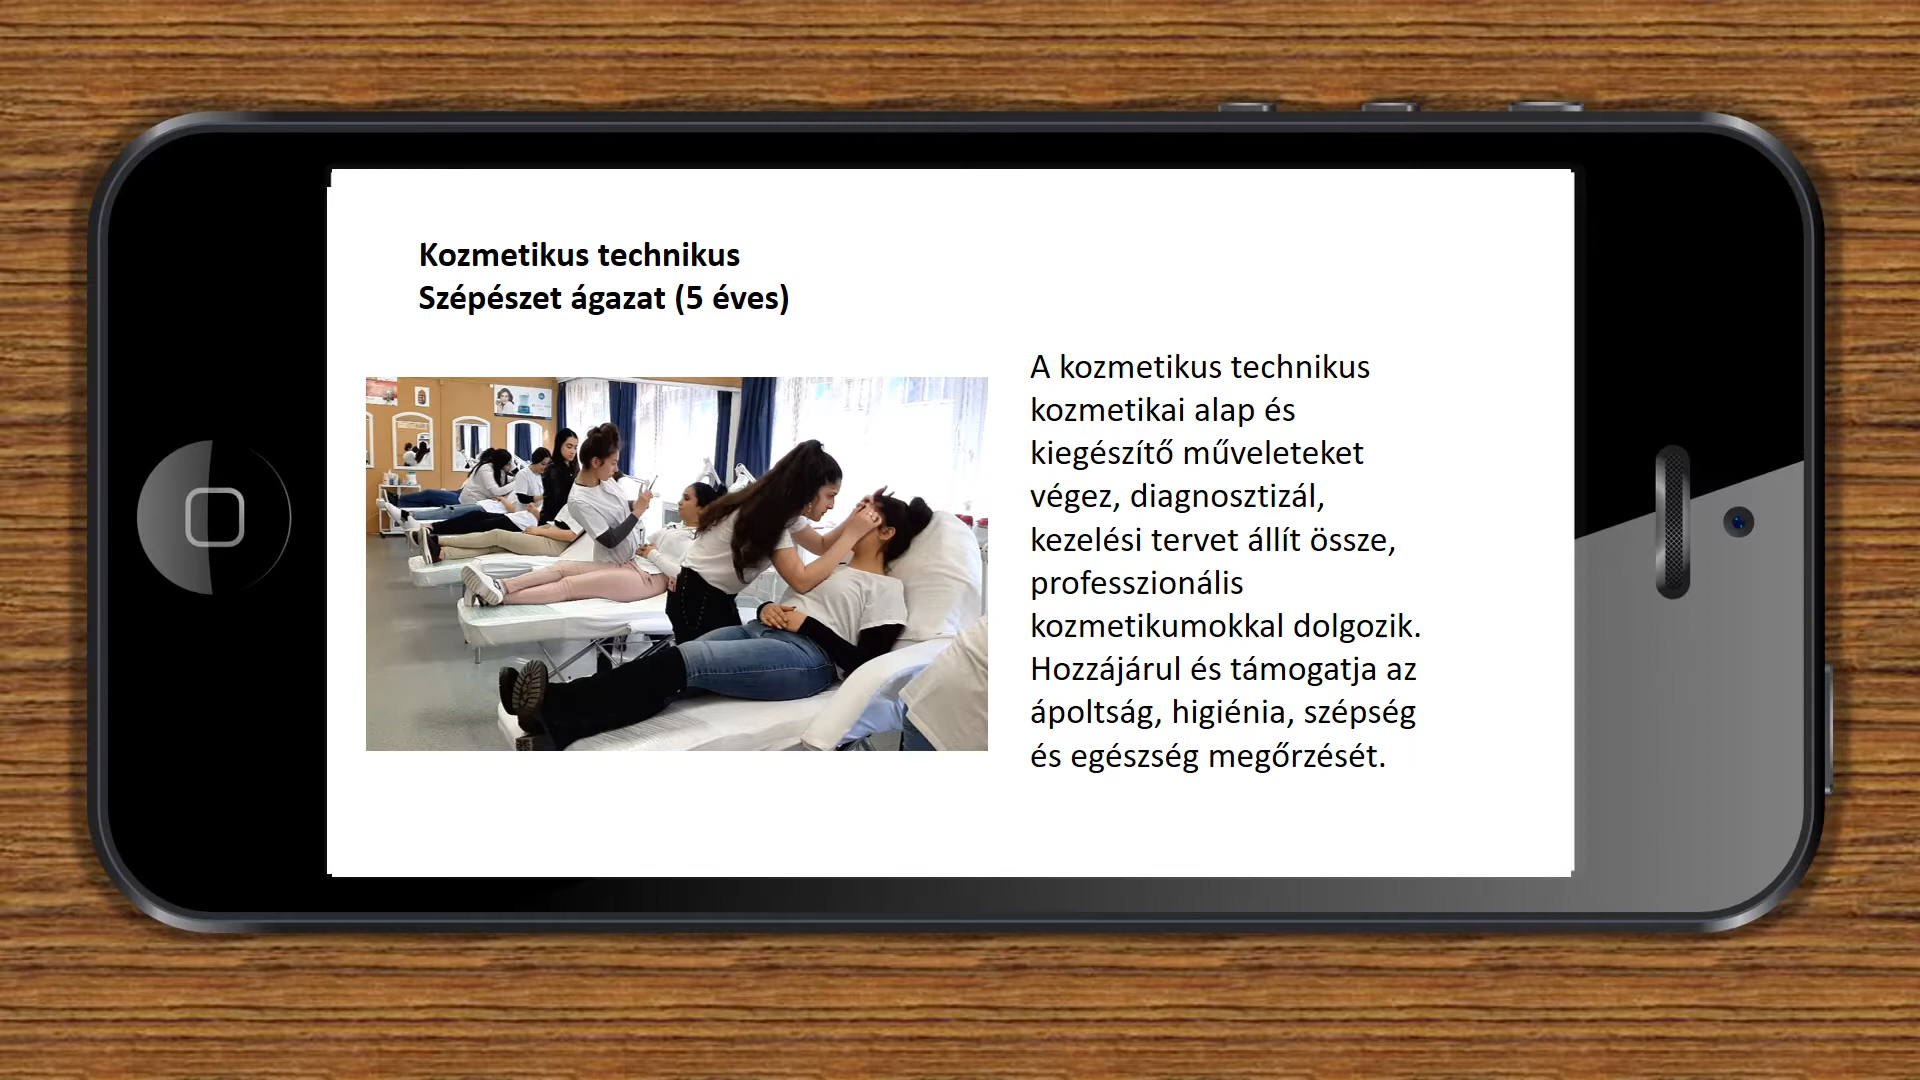 Kozmetikus technikus
Szépészet ágazat (5 éves)
A kozmetikus technikus
kozmetikai alap és
kiegészítő műveleteket
végez, diagnosztizál,
kezelési tervet állít össze,
professzionális
kozmetikumokkal dolgozik.
Hozzájárul és támogatja az
ápoltság, higiénia, szépség
és egészség megőrzését.